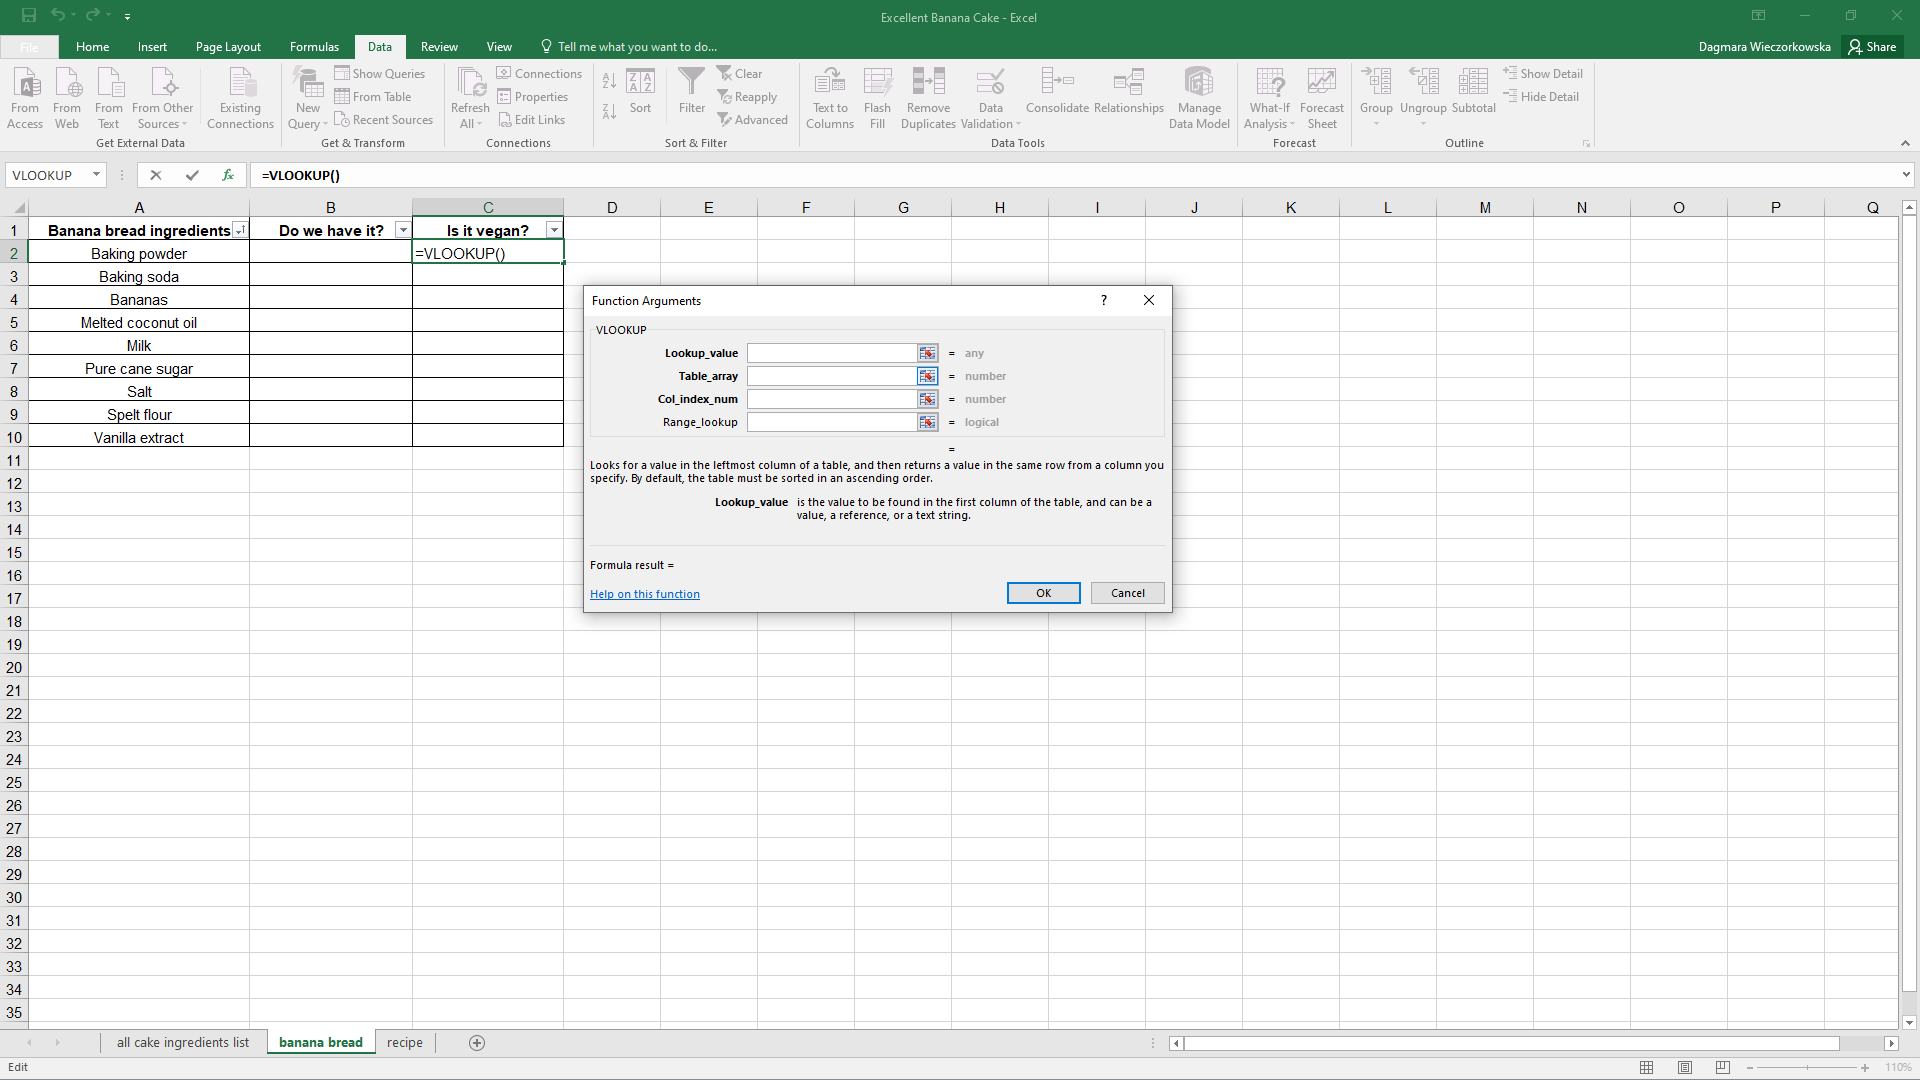 Excellent Banana Cake - Excel
File Home Insert Page Layout Formulas Data Review View Tell me what you want to do... Dagmara Wieczorkowska Share
From Access
From Web
From Text
From Other Sources
Existing Connections
Get External Data
New Query
Show Queries
From Table
Recent Sources
Get & Transform
Refresh All
Connections
Properties
Edit Links
Connections
Sort
Filter
Clear
Reapply
Advanced
Sort & Filter
Text to Columns
Flash Fill
Remove Duplicates
Data Validation
Consolidate
Relationships
Manage Data Model
Data Tools
What-If Analysis
Forecast Sheet
Forecast
Group
Ungroup
Subtotal
Show Detail
Hide Detail
Outline
VLOOKUP fx =VLOOKUP()
A B C D E F G H I J K L M N O P Q
1 Banana bread ingredients Do we have it? Is it vegan?
2 Baking powder =VLOOKUP()
3 Baking soda
4 Bananas
5 Melted coconut oil
6 Milk
7 Pure cane sugar
8 Salt
9 Spelt flour
10 Vanilla extract
11
12
13
14
15
16
17
18
19
20
21
22
23
24
25
26
27
28
29
30
31
32
33
34
35
Function Arguments ?
VLOOKUP
Lookup_value = any
Table_array = number
Col_index_num = number
Range_lookup = logical
=
Looks for a value in the leftmost column of a table, and then returns a value in the same row from a column you
specify. By default, the table must be sorted in an ascending order.
Lookup_value is the value to be found in the first column of the table, and can be a
value, a reference, or a text string.
Formula result =
Help on this function OK Cancel
all cake ingredients list banana bread recipe
Edit 110%